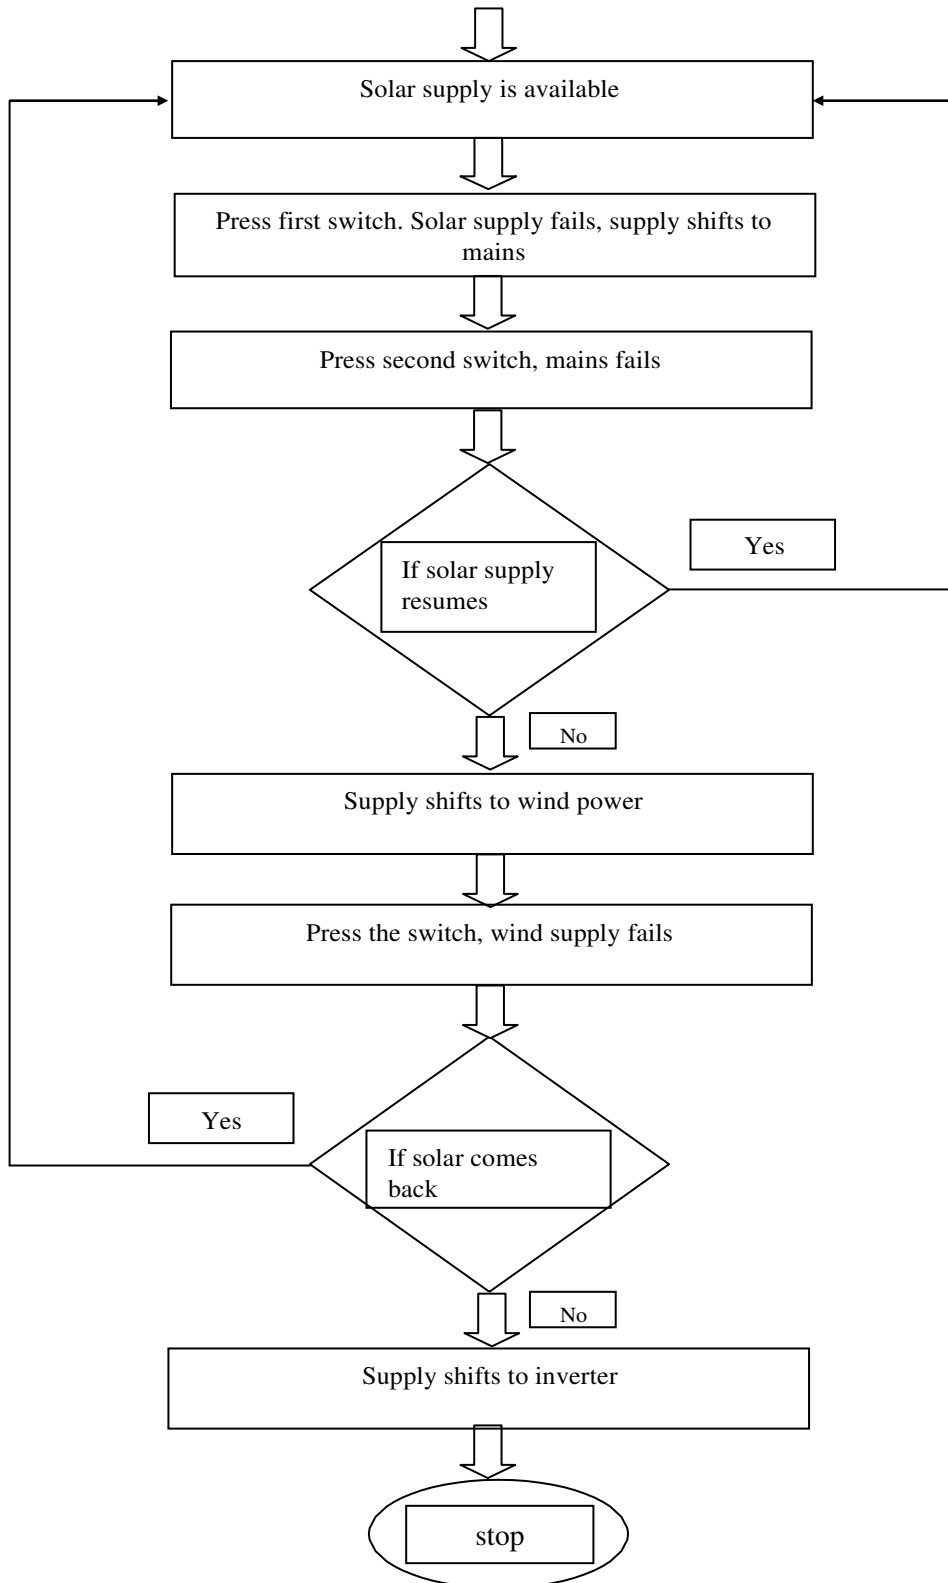 Solar supply is available
Press first switch. Solar supply fails, supply shifts to
mains
Press second switch, mains fails
Yes
If solar supply
resumes
No
Supply shifts to wind power
Press the switch, wind supply fails
Yes
If solar comes
back
No
Supply shifts to inverter
stop